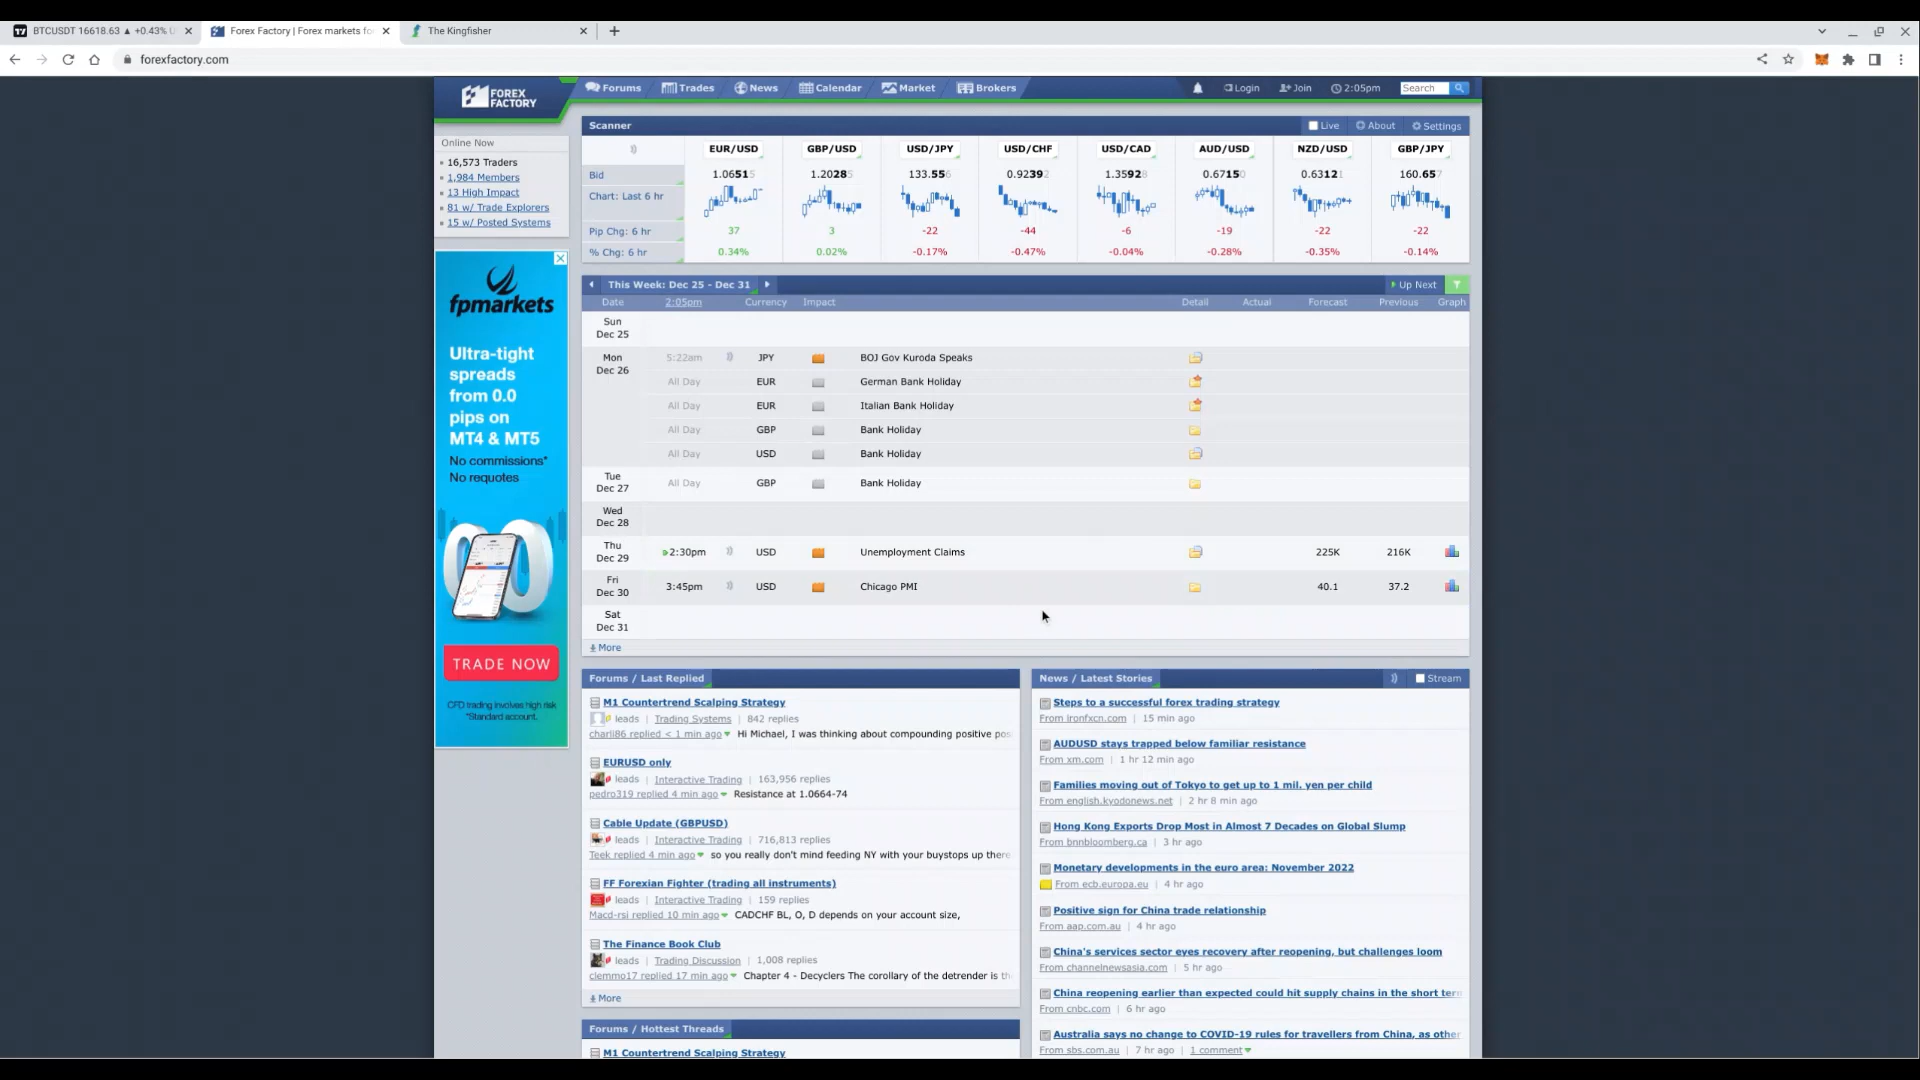 BTCUSDT 16618.63 ▲ +0.43% U
Forex Factory | Forex markets fo
The Kingfisher
forexfactory.com
FOREX FACTORY
Forums Trades News Calendar Market Brokers
Login Join 2:05pm Search
Online Now
16,573 Traders
1,984 Members
13 High Impact
81 w/ Trade Explorers
15 w/ Posted Systems
fpmarkets
Ultra-tight
spreads
from 0.0
pips on
MT4 & MT5
No commissions*
No requotes
TRADE NOW
CFD trading involves high risk
*Standard account.
Scanner Live About Settings
EUR/USD GBP/USD USD/JPY USD/CHF USD/CAD AUD/USD NZD/USD GBP/JPY
Bid 1.06515 1.20285 133.556 0.92392 1.35928 0.67150 0.63121 160.657
Chart: Last 6 hr
Pip Chg: 6 hr 37 3 -22 -44 -6 -19 -22 -22
% Chg: 6 hr 0.34% 0.02% -0.17% -0.47% -0.04% -0.28% -0.35% -0.14%
This Week: Dec 25 - Dec 31 Up Next
Date 2:05pm Currency Impact Detail Actual Forecast Previous Graph
Sun
Dec 25
Mon
Dec 26
5:22am JPY BOJ Gov Kuroda Speaks
All Day EUR German Bank Holiday
All Day EUR Italian Bank Holiday
All Day GBP Bank Holiday
All Day USD Bank Holiday
Tue
Dec 27
All Day GBP Bank Holiday
Wed
Dec 28
Thu
Dec 29
2:30pm USD Unemployment Claims 225K 216K
Fri
Dec 30
3:45pm USD Chicago PMI 40.1 37.2
Sat
Dec 31
More
Forums / Last Replied
M1 Countertrend Scalping Strategy
leads | Trading Systems | 842 replies
charli86 replied < 1 min ago Hi Michael, I was thinking about compounding positive pos
EURUSD only
leads | Interactive Trading | 163,956 replies
pedro319 replied 4 min ago Resistance at 1.0664-74
Cable Update (GBPUSD)
leads | Interactive Trading | 716,813 replies
Teek replied 4 min ago so you really don't mind feeding NY with your buystops up there
FF Forexian Fighter (trading all instruments)
leads | Interactive Trading | 159 replies
Macd-rsi replied 10 min ago CADCHF BL, O, D depends on your account size,
The Finance Book Club
leads | Trading Discussion | 1,008 replies
clemmo17 replied 17 min ago Chapter 4 - Decyclers The corollary of the detrender is th
More
Forums / Hottest Threads
M1 Countertrend Scalping Strategy
News / Latest Stories Stream
Steps to a successful forex trading strategy
From ironfxcn.com | 15 min ago
AUDUSD stays trapped below familiar resistance
From xm.com | 1 hr 12 min ago
Families moving out of Tokyo to get up to 1 mil. yen per child
From english.kyodonews.net | 2 hr 8 min ago
Hong Kong Exports Drop Most in Almost 7 Decades on Global Slump
From bnnbloomberg.ca | 3 hr ago
Monetary developments in the euro area: November 2022
From ecb.europa.eu | 4 hr ago
Positive sign for China trade relationship
From aap.com.au | 4 hr ago
China's services sector eyes recovery after reopening, but challenges loom
From channelnewsasia.com | 5 hr ago
China reopening earlier than expected could hit supply chains in the short term
From cnbc.com | 6 hr ago
Australia says no change to COVID-19 rules for travellers from China, as other
From sbs.com.au | 7 hr ago | 1 comment